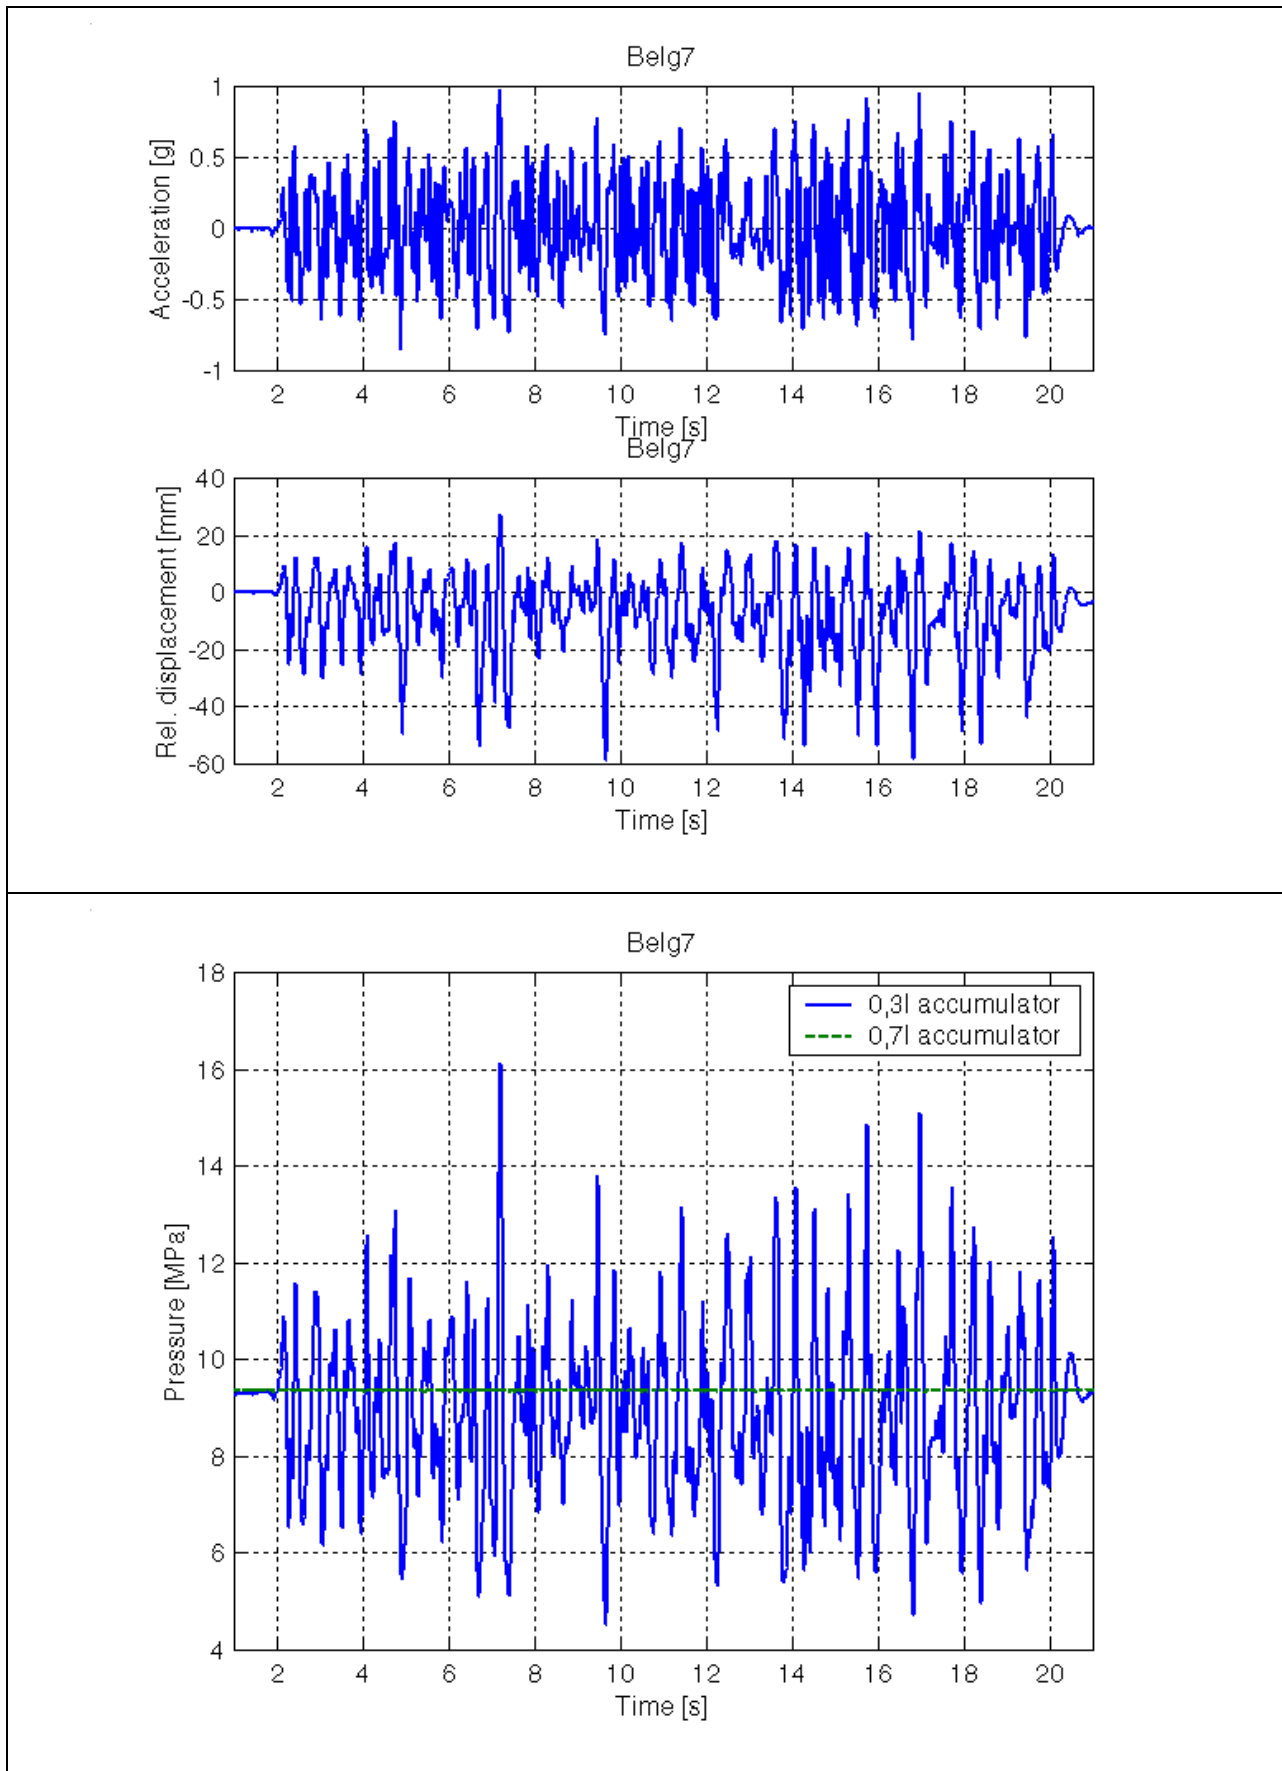 Belg7
Acceleration [g]
1
0.5
0
-0.5
-1
2 4 6 8 10 12 14 16 18 20
Time [s]
Belg7
Rel. displacement [mm]
40
20
0
-20
-40
-60
2 4 6 8 10 12 14 16 18 20
Time [s]
Belg7
Pressure [MPa]
18
16
14
12
10
8
6
4
0,3l accumulator
0,7l accumulator
2 4 6 8 10 12 14 16 18 20
Time [s]